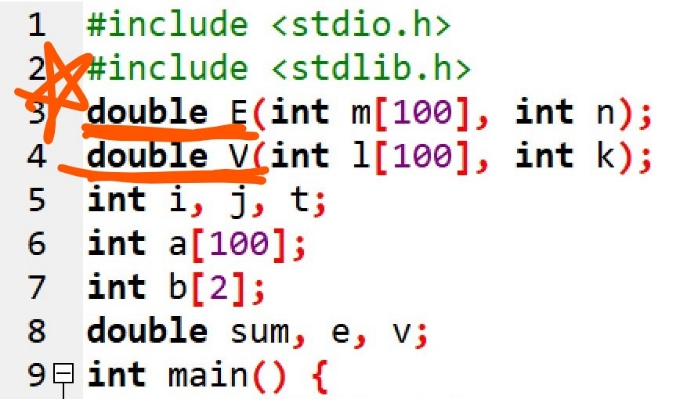 1 #include <stdio.h>
2 #include <stdlib.h>
3 double E(int m[100], int n);
4 double V(int l[100], int k);
5 int i, j, t;
6 int a[100];
7 int b[2];
8 double sum, e, v;
9 int main() {